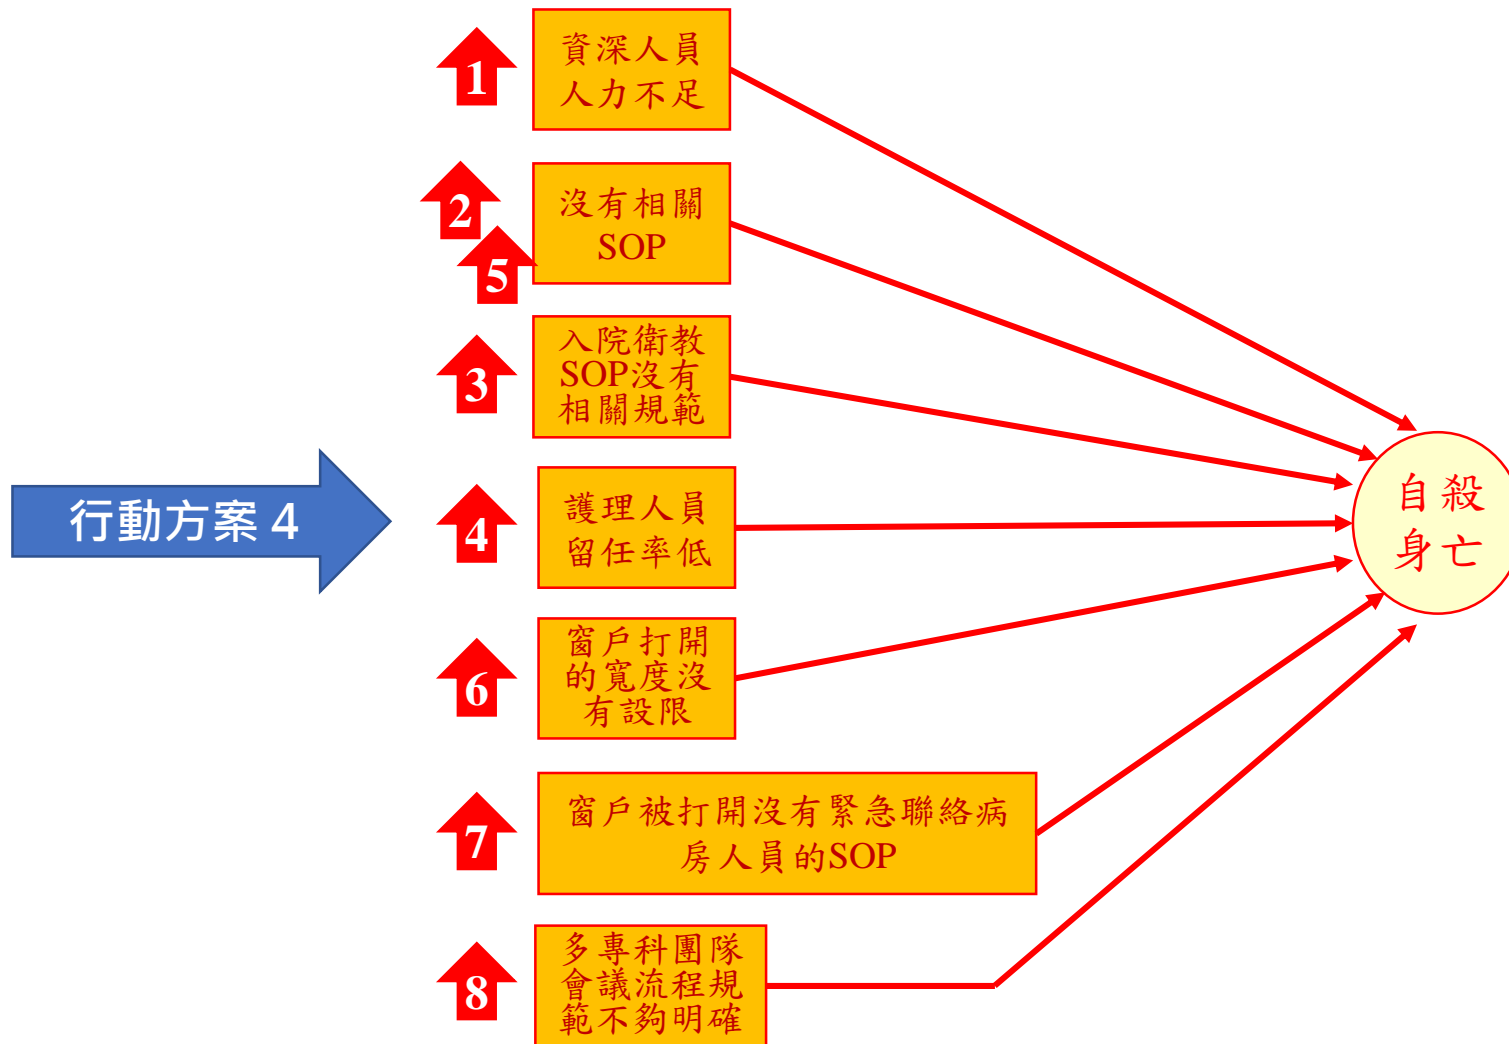 1
資深人員
人力不足
2
5
沒有相關
SOP
3
入院衛教
SOP沒有
相關規範
行動方案4
4
護理人員
留任率低
自殺
身亡
6
窗戶打開
的寬度沒
有設限
7
窗戶被打開沒有緊急聯絡病
房人員的SOP
8
多專科團隊
會議流程規
範不夠明確